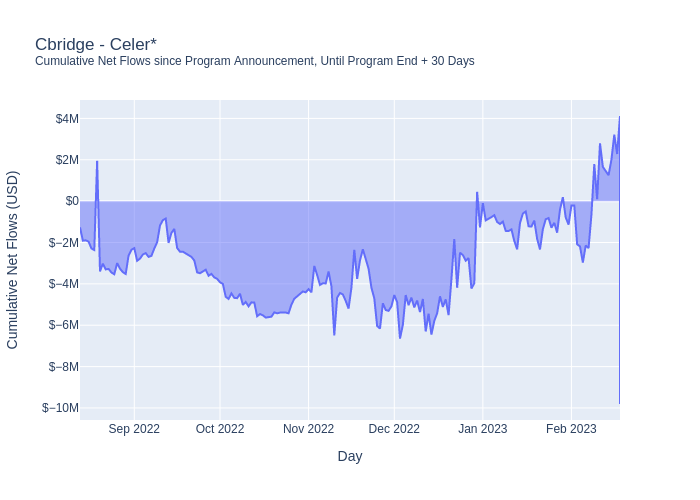 Cbridge - Celer*
Cumulative Net Flows since Program Announcement, Until Program End + 30 Days
Cumulative Net Flows (USD)
$4M
$2M
$0
$−2M
$−4M
$−6M
$−8M
$−10M
Sep 2022
Oct 2022
Nov 2022
Dec 2022
Jan 2023
Feb 2023
Day